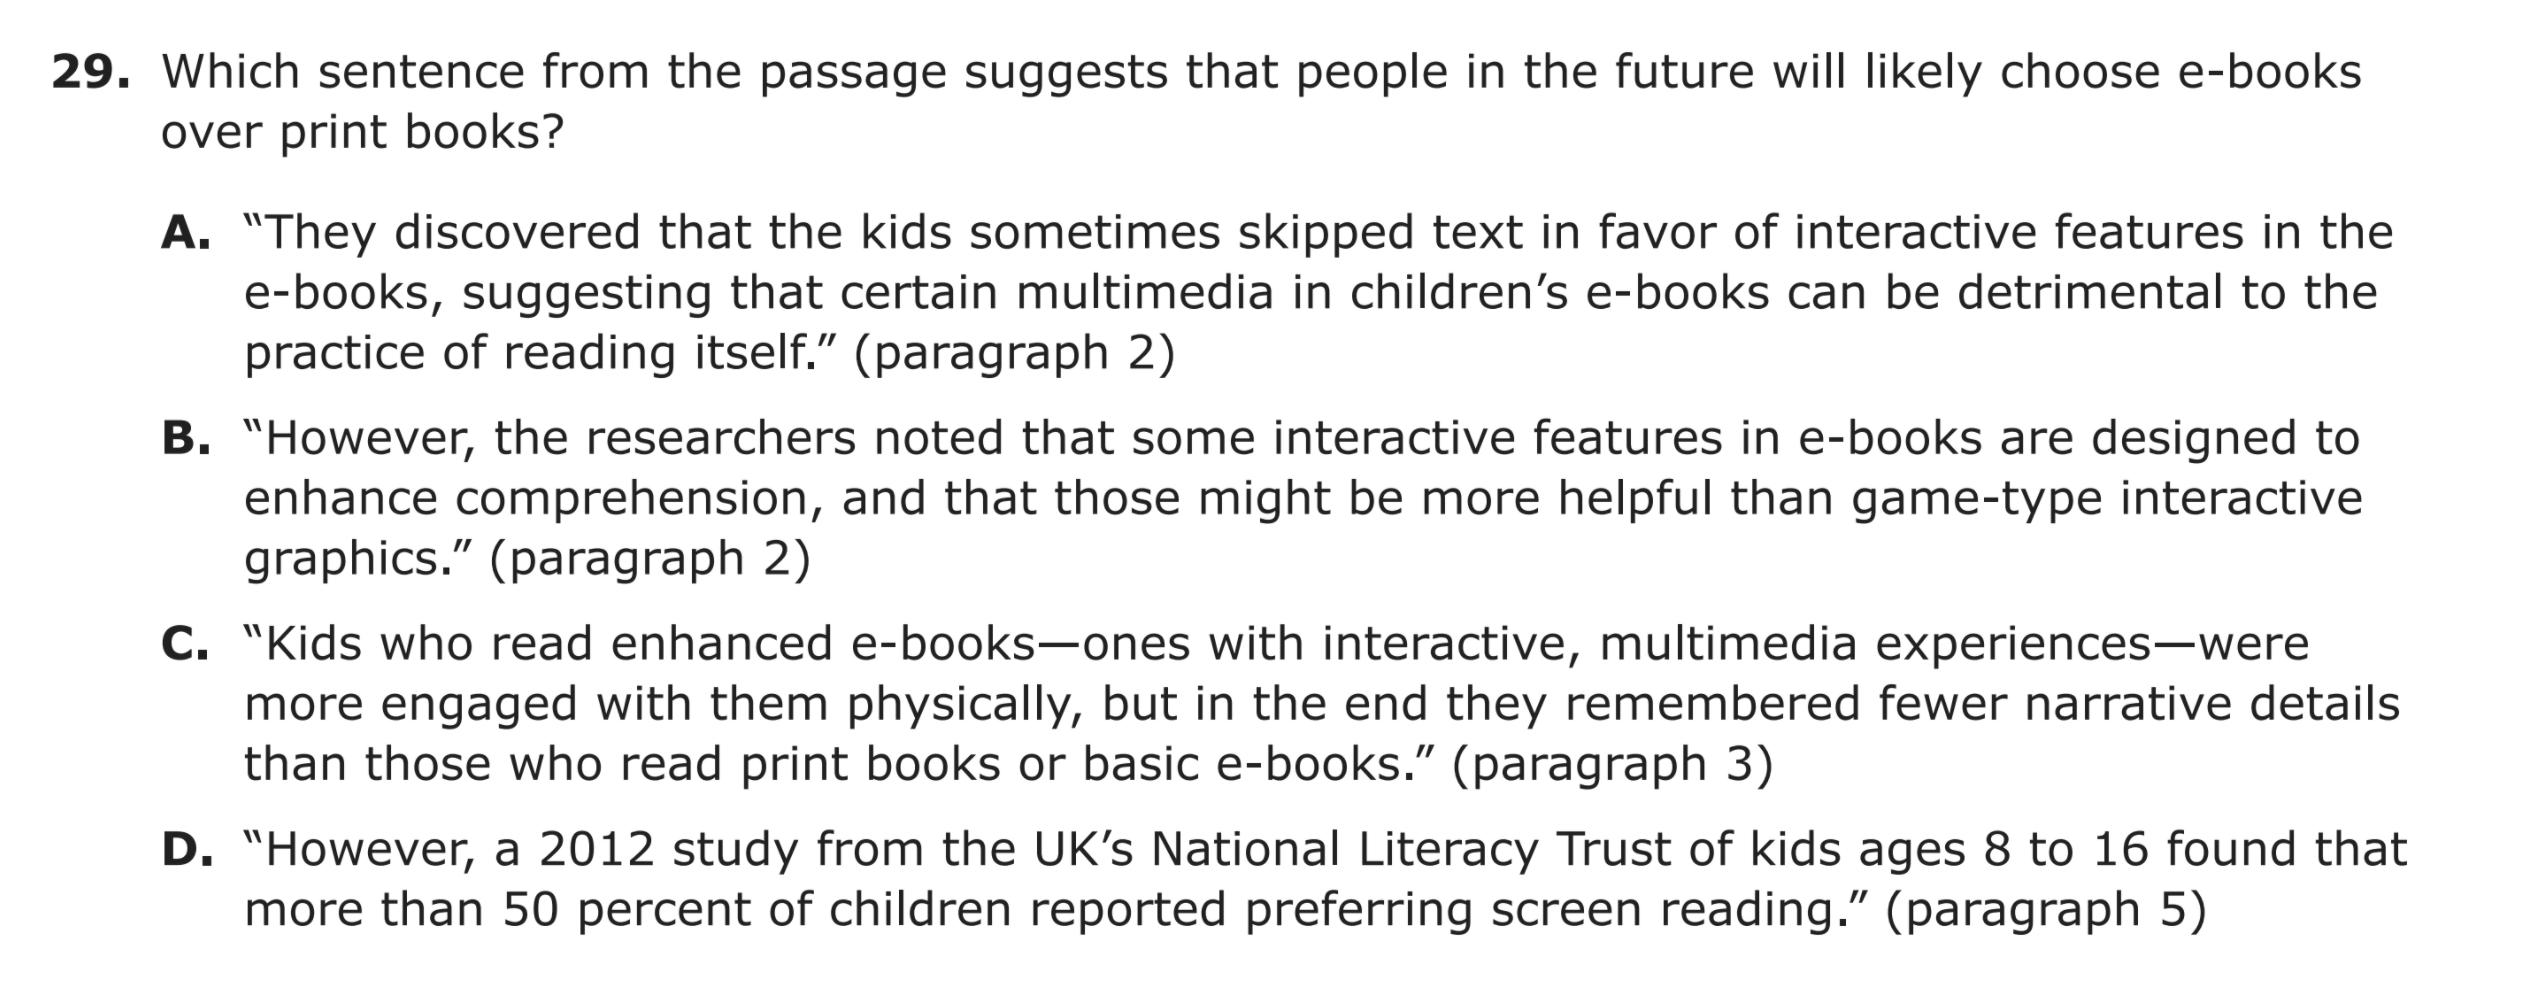 29. Which sentence from the passage suggests that people in the future will likely choose e-books
over print books?
A. “They discovered that the kids sometimes skipped text in favor of interactive features in the
e-books, suggesting that certain multimedia in children’s e-books can be detrimental to the
practice of reading itself.” (paragraph 2)
B. “However, the researchers noted that some interactive features in e-books are designed to
enhance comprehension, and that those might be more helpful than game-type interactive
graphics.” (paragraph 2)
C. “Kids who read enhanced e-books—ones with interactive, multimedia experiences—were
more engaged with them physically, but in the end they remembered fewer narrative details
than those who read print books or basic e-books.” (paragraph 3)
D. “However, a 2012 study from the UK’s National Literacy Trust of kids ages 8 to 16 found that
more than 50 percent of children reported preferring screen reading.” (paragraph 5)